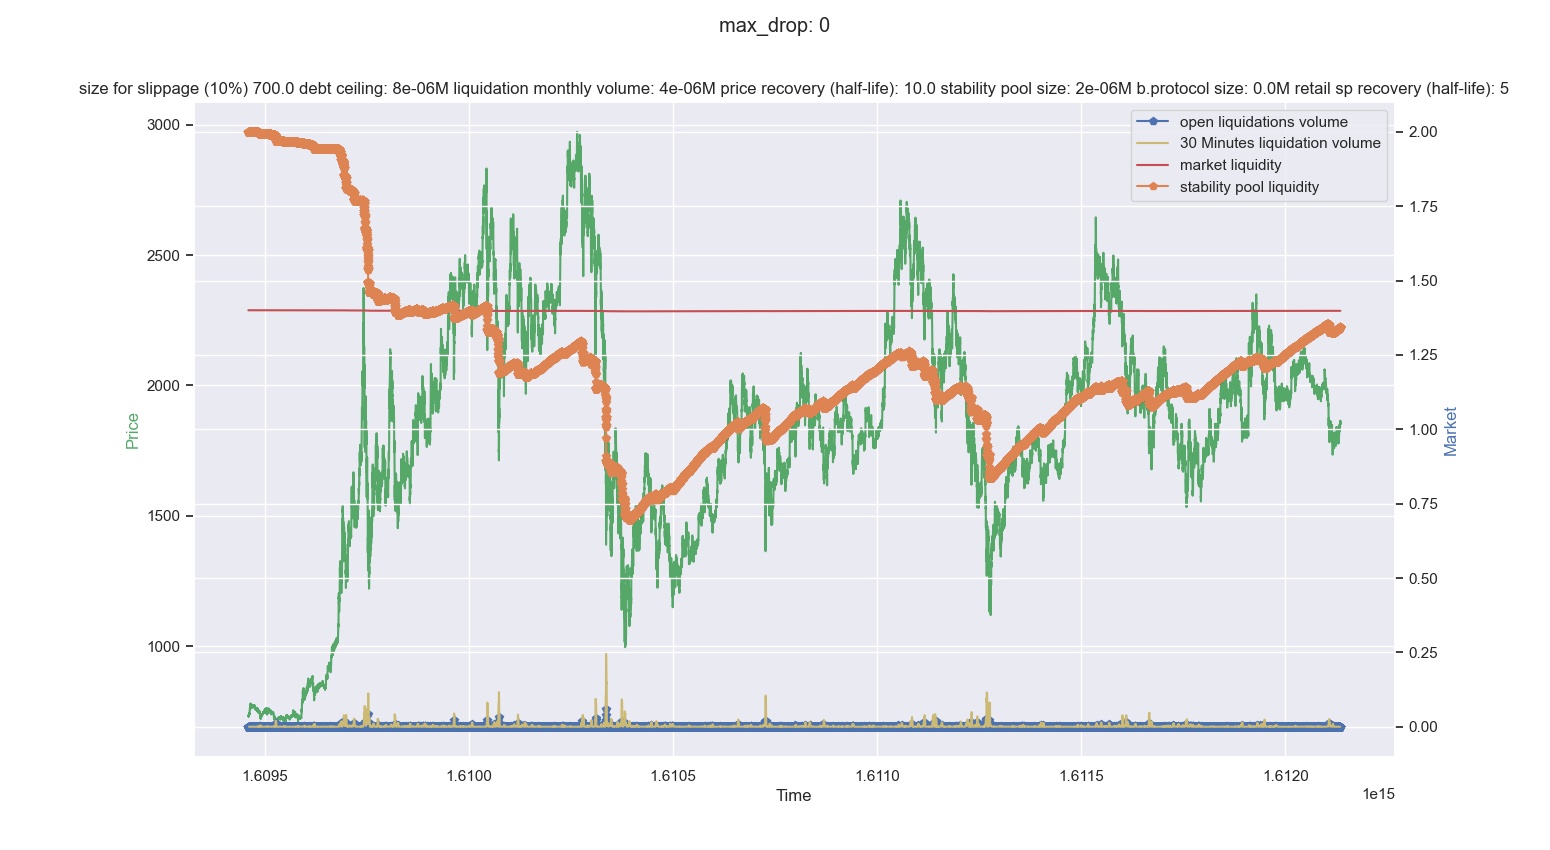 max_drop: 0
size for slippage (10%) 700.0 debt ceiling: 8e-06M liquidation monthly volume: 4e-06M price recovery (half-life): 10.0 stability pool size: 2e-06M b.protocol size: 0.0M retail sp recovery (half-life): 5
open liquidations volume
30 Minutes liquidation volume
market liquidity
stability pool liquidity
3000
2500
2000
1500
1000
Price
2.00
1.75
1.50
1.25
1.00
0.75
0.50
0.25
0.00
Market
1.6095 1.6100 1.6105 1.6110 1.6115 1.6120
Time
1e15